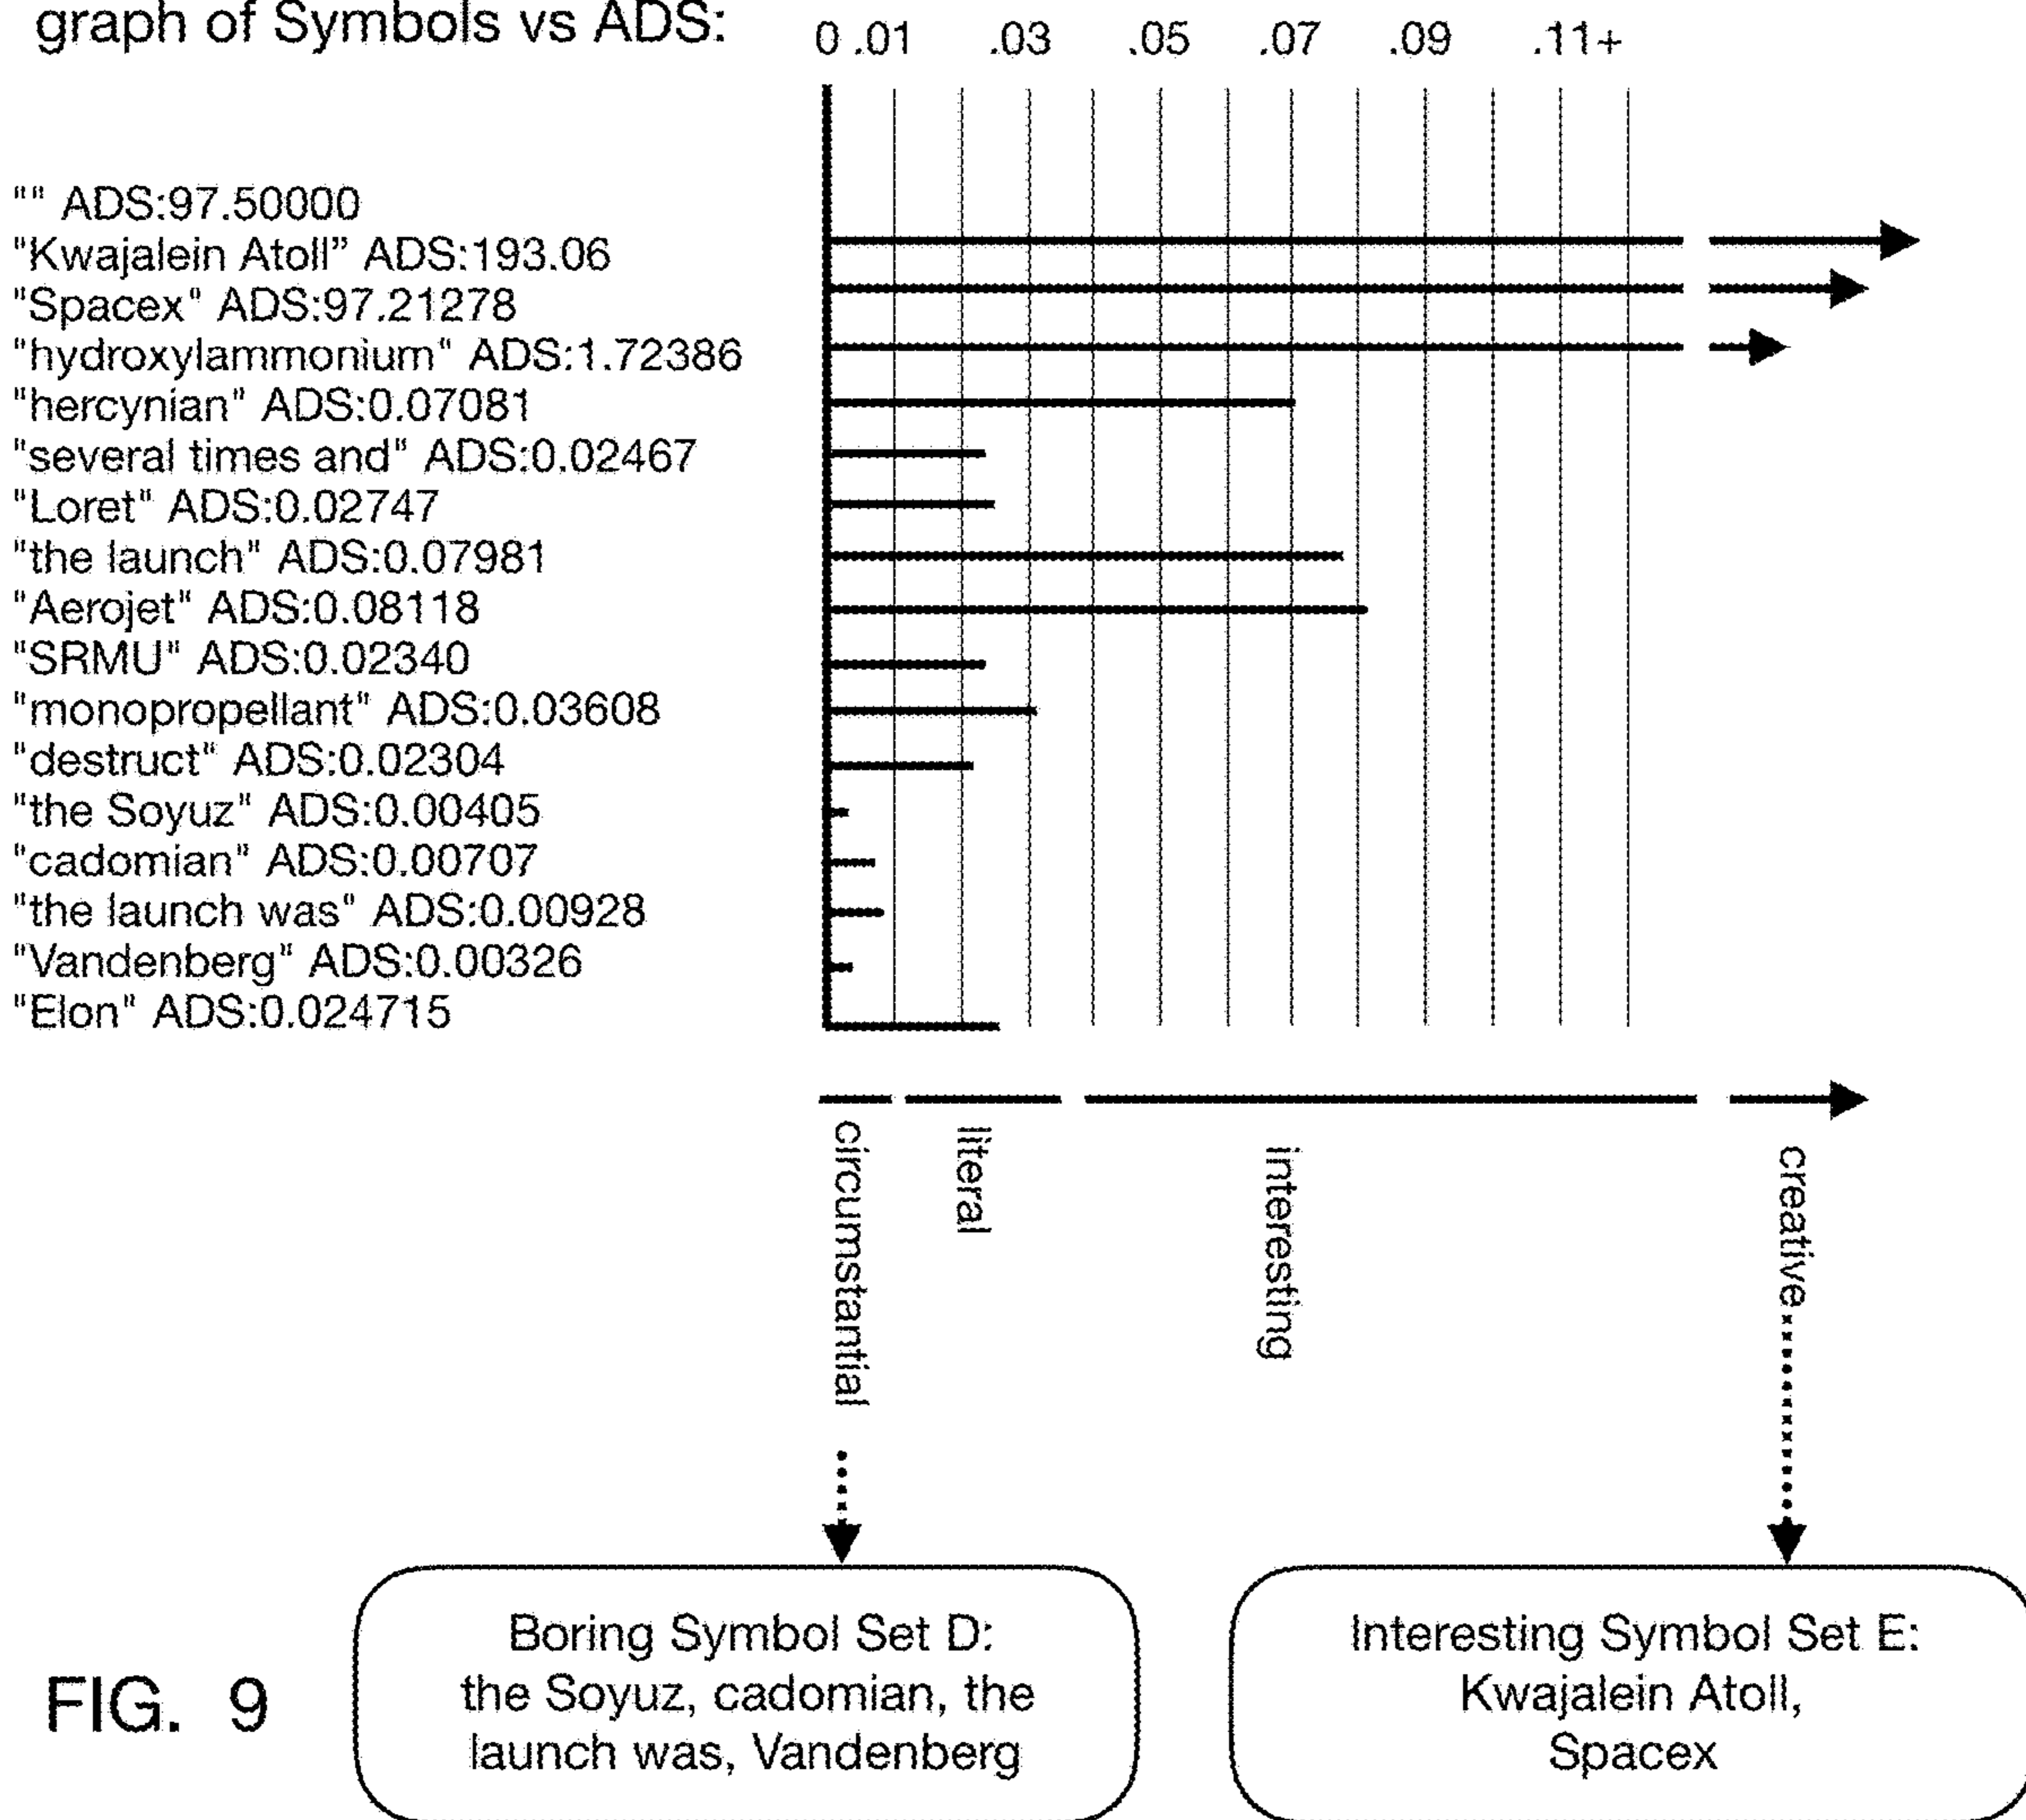 graph of Symbols vs ADS:
0 .01 .03 .05 .07 .09 .11+
"" ADS:97.50000
"Kwajalein Atoll” ADS:193.06
"Spacex" ADS:97.21278
"hydroxylammonium" ADS:1.72386
"hercynian" ADS:0.07081
"several times and" ADS:0.02467
"Loret" ADS:0.02747
"the launch" ADS:0.07981
"Aerojet" ADS:0.08118
"SRMU" ADS:0.02340
"monopropellant" ADS:0.03608
"destruct" ADS:0.02304
"the Soyuz" ADS:0.00405
"cadomian" ADS:0.00707
"the launch was" ADS:0.00928
"Vandenberg" ADS:0.00326
"Elon" ADS:0.024715
circumstantial
literal
interesting
creative
Boring Symbol Set D:
the Soyuz, cadomian, the
launch was, Vandenberg
Interesting Symbol Set E:
Kwajalein Atoll,
Spacex
FIG. 9